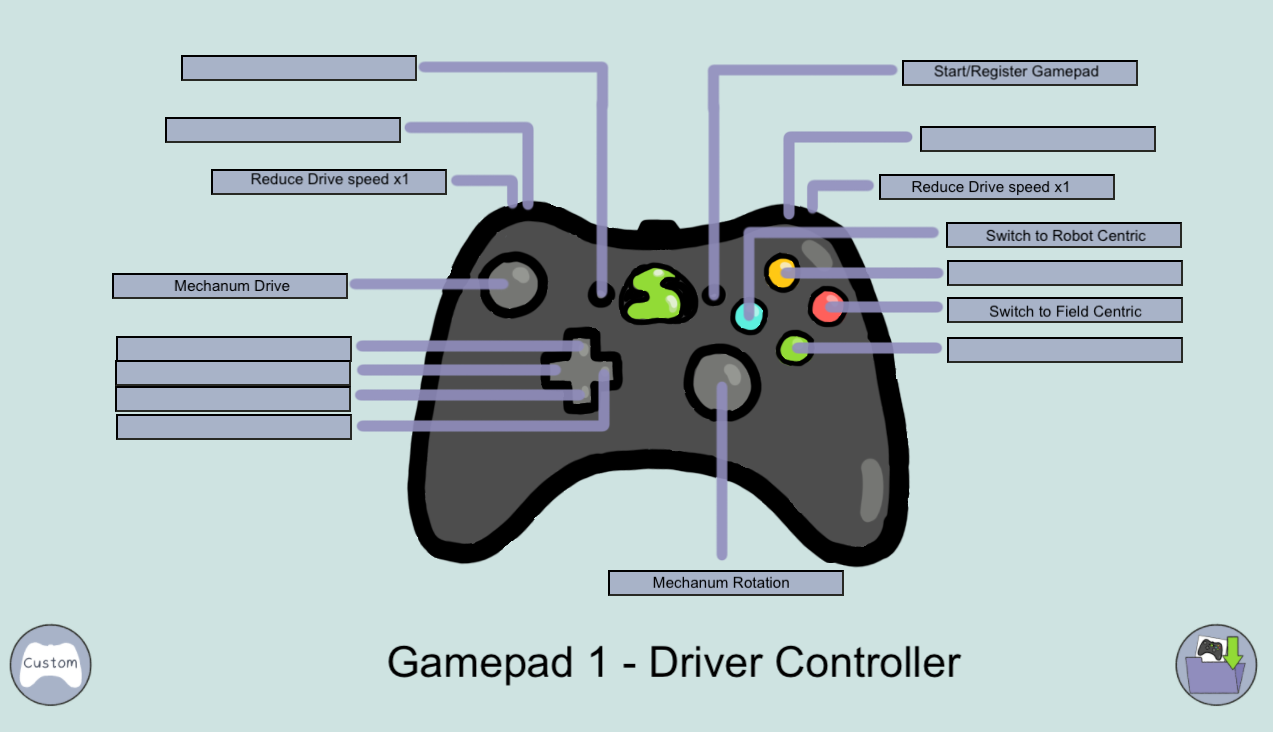 Start/Register Gamepad
Reduce Drive speed x1
Reduce Drive speed x1
Switch to Robot Centric
Mechanum Drive
Switch to Field Centric
Mechanum Rotation
Custom
Gamepad 1 - Driver Controller